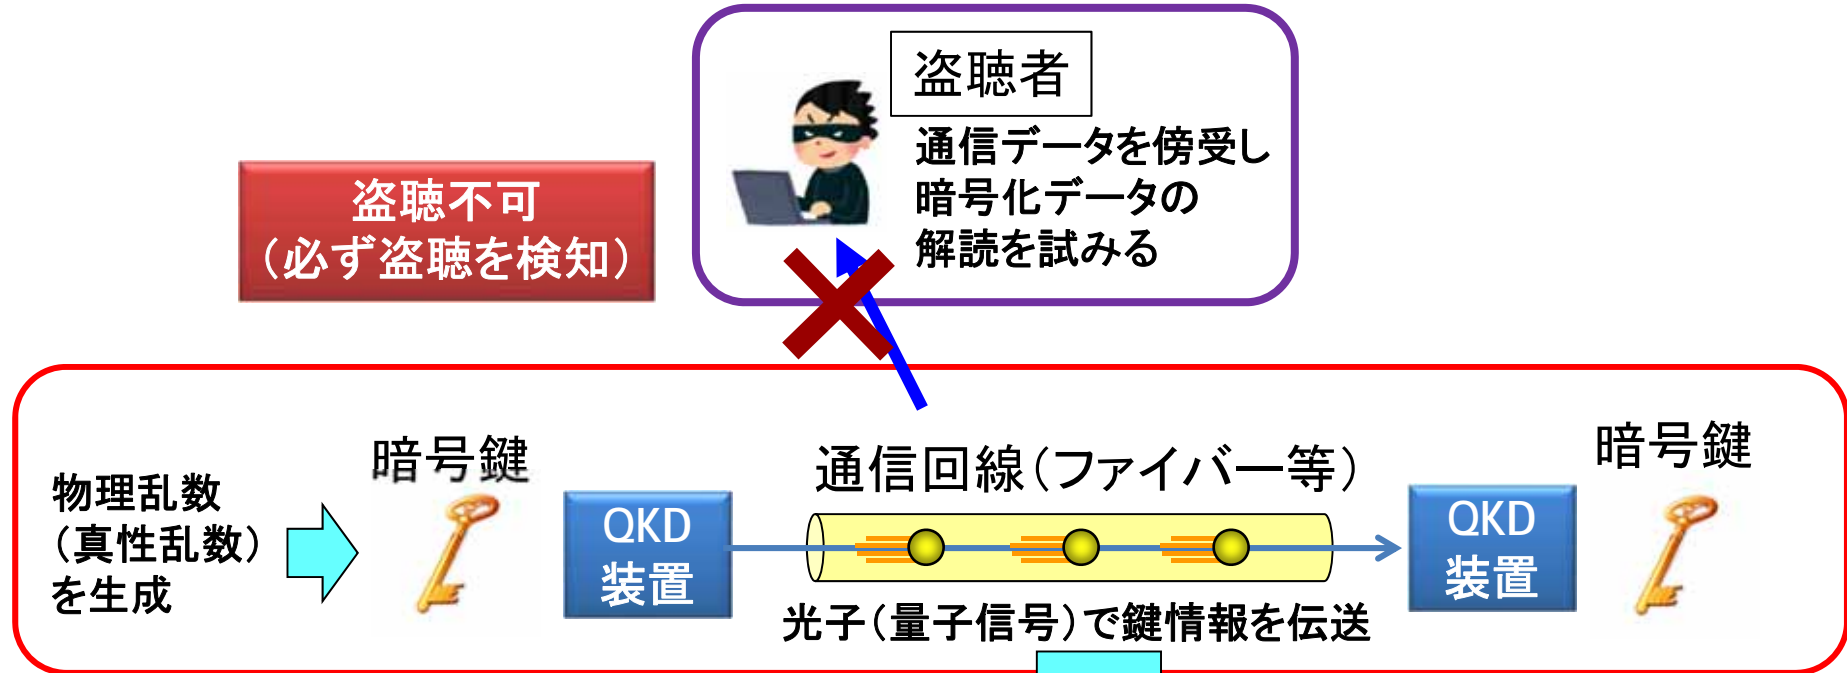 盗聴者
通信データを傍受し
暗号化データの
解読を試みる
盗聴不可
（必ず盗聴を検知）
物理乱数
（真性乱数）
を生成
暗号鍵
QKD
装置
通信回線（ファイバー等）
光子（量子信号）で鍵情報を伝送
QKD
装置
暗号鍵